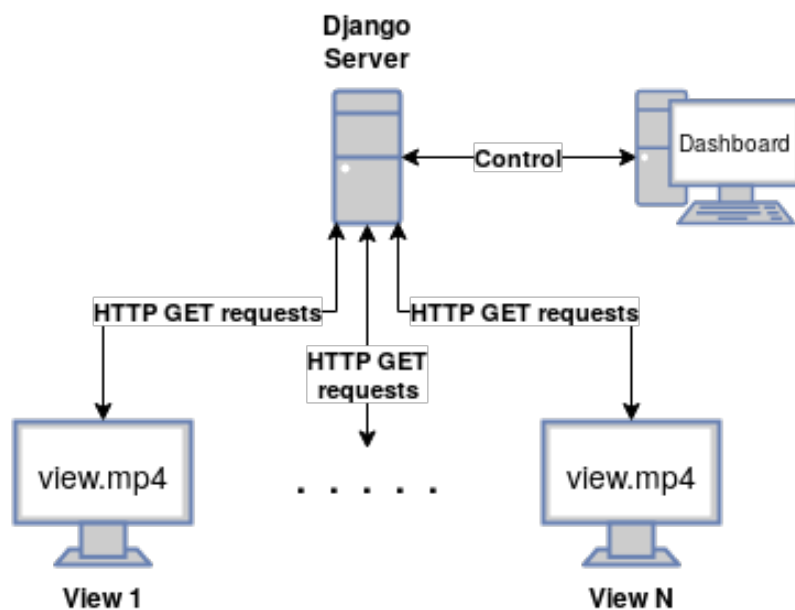 Django
Server
Control
Dashboard
HTTP GET requests
HTTP GET requests
HTTP GET
requests
view.mp4
. . . . .
view.mp4
View 1
View N